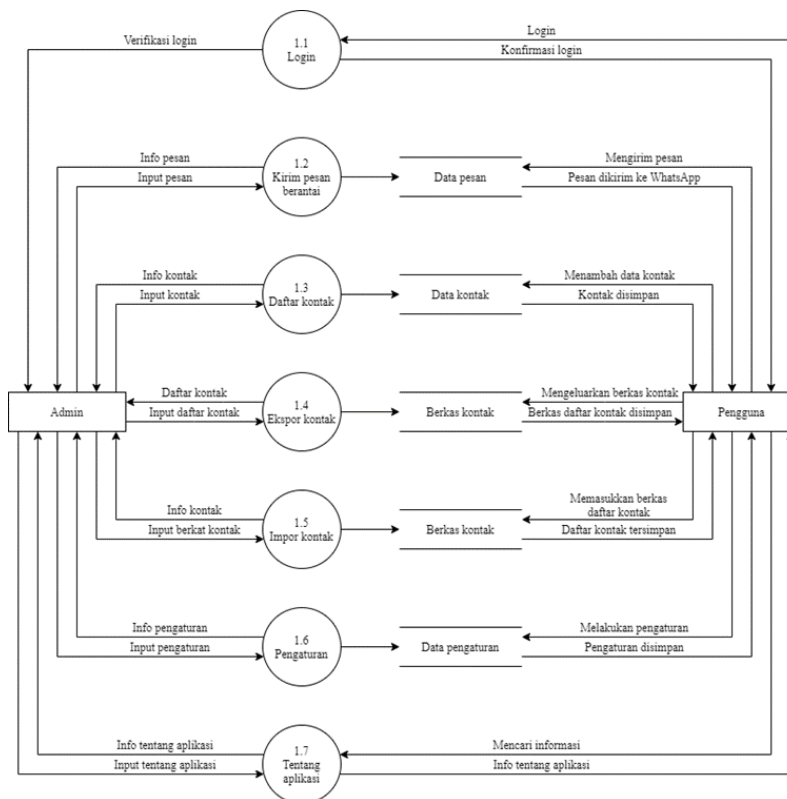 Login
Verifikasi login
1.1
Login
Konfirmasi login
Info pesan
Input pesan
1.2
Kirim pesan
berantai
Data pesan
Mengirim pesan
Pesan dikirim ke WhatsApp
Info kontak
Input kontak
1.3
Daftar kontak
Data kontak
Menambah data kontak
Kontak disimpan
Admin
Daftar kontak
Input daftar kontak
1.4
Ekspor kontak
Berkas kontak
Mengeluarkan berkas kontak
Berkas daftar kontak disimpan
Pengguna
Info kontak
Input berkat kontak
1.5
Impor kontak
Berkas kontak
Memasukkan berkas
daftar kontak
Daftar kontak tersimpan
Info pengaturan
Input pengaturan
1.6
Pengaturan
Data pengaturan
Melakukan pengaturan
Pengaturan disimpan
Info tentang aplikasi
Input tentang aplikasi
1.7
Tentang
aplikasi
Mencari informasi
Info tentang aplikasi